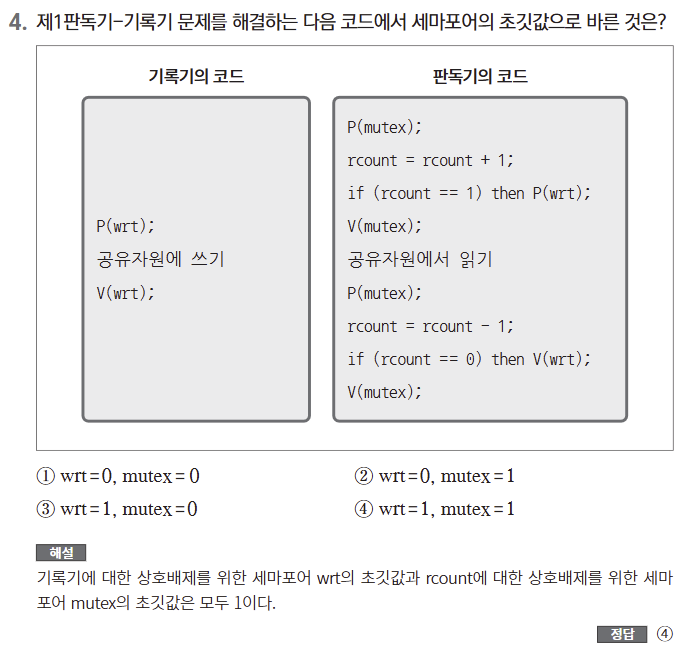 4. 제1판독기-기록기 문제를 해결하는 다음 코드에서 세마포어의 초깃값으로 바른 것은?
기록기의 코드
P(wrt);
공유자원에 쓰기
V(wrt);
판독기의 코드
P(mutex);
rcount = rcount + 1;
if (rcount == 1) then P(wrt);
V(mutex);
공유자원에서 읽기
P(mutex);
rcount = rcount - 1;
if (rcount == 0) then V(wrt);
V(mutex);
① wrt=0, mutex=0
② wrt=0, mutex=1
③ wrt=1, mutex=0
④ wrt=1, mutex=1
해설
기록기에 대한 상호배제를 위한 세마포어 wrt의 초깃값과 rcount에 대한 상호배제를 위한 세마
포어 mutex의 초깃값은 모두 1이다.
정답 ④